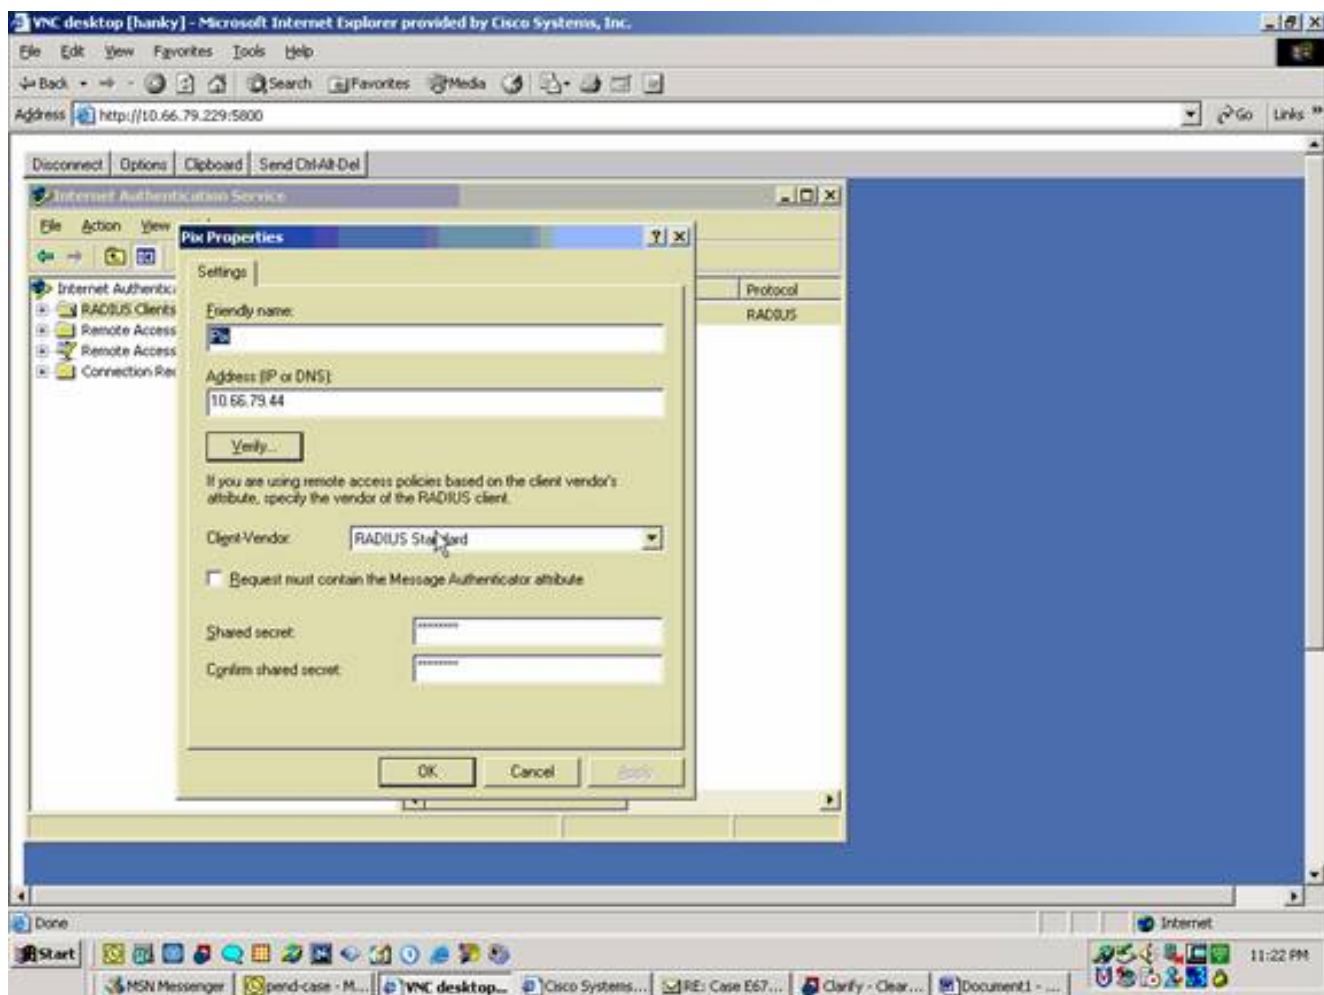 VNC desktop [hanky] - Microsoft Internet Explorer provided by Cisco Systems, Inc.
File Edit View Favorites Tools Help
Back Search Favorites Media
Address http://10.66.79.229:5800 Go Links »
Disconnect Options Clipboard Send Ctrl-Alt-Del
Internet Authentication Service
File Action View
Pix Properties
Settings
Internet Authentic
RADIUS Clients
Remote Access
Remote Access
Connection Re
Protocol
RADIUS
Friendly name:
Pix
Address (IP or DNS):
10.66.79.44
Verify...
If you are using remote access policies based on the client vendor's
attribute, specify the vendor of the RADIUS client.
Client-Vendor: RADIUS Standard
Request must contain the Message Authenticator attribute
Shared secret: ********
Confirm shared secret: ********
OK Cancel Apply
Done Internet
Start 11:22 PM
MSN Messenger pend-case - M... VNC desktop... Cisco Systems... RE: Case E67... Clarify - Clear... Document1 - ...